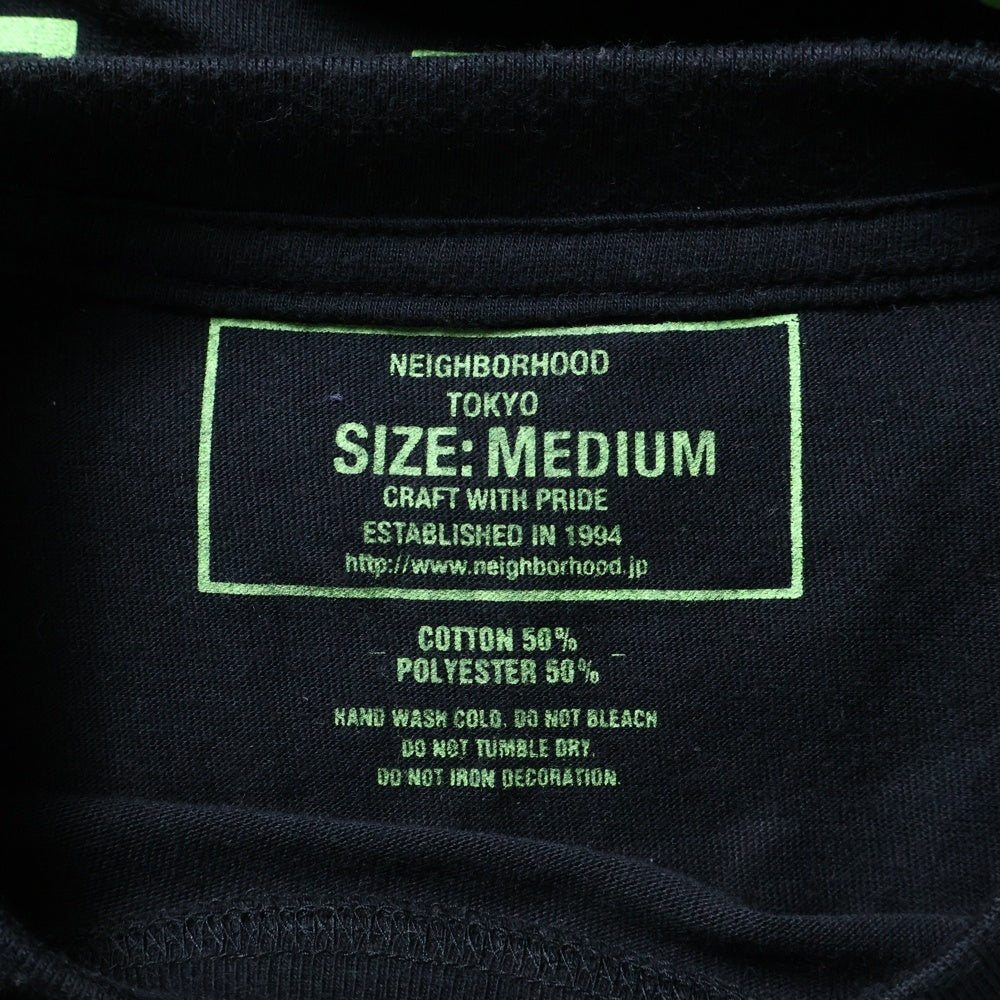 NEIGHBORHOOD
TOKYO
SIZE: MEDIUM
CRAFT WITH PRIDE
ESTABLISHED IN 1994
http://www.neighborhood.jp
COTTON 50%
POLYESTER 50%
HAND WASH COLD. DO NOT BLEACH
DO NOT TUMBLE DRY.
DO NOT IRON DECORATION.